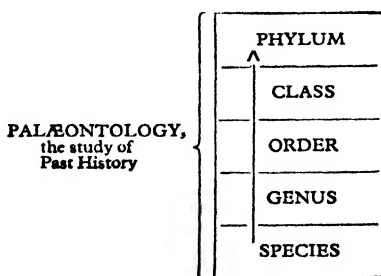 PALÆONTOLOGY,
the study of
Past History
PHYLUM
CLASS
ORDER
GENUS
SPECIES